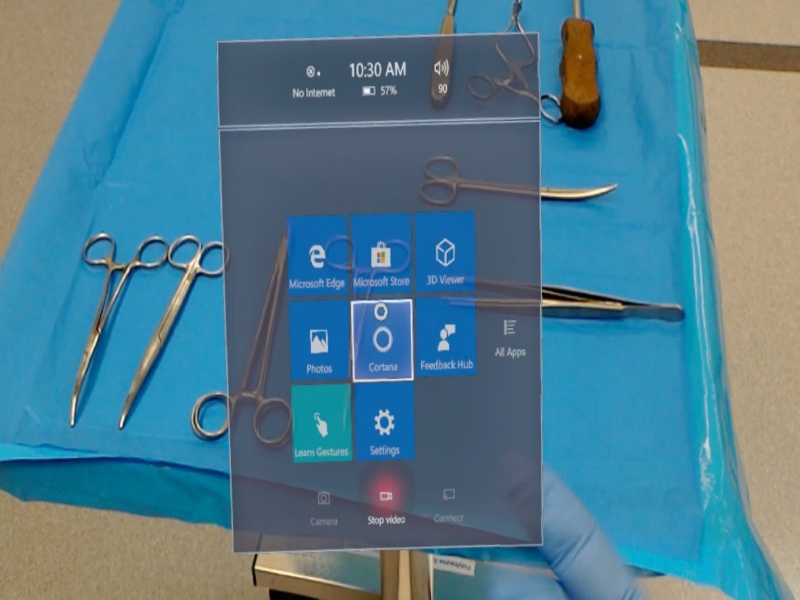 10:30 AM
No Internet
57%
90
Microsoft Edge
Microsoft Store
3D Viewer
Photos
Cortana
Feedback Hub
All Apps
Learn Gestures
Settings
Camera
Stop video
Connect